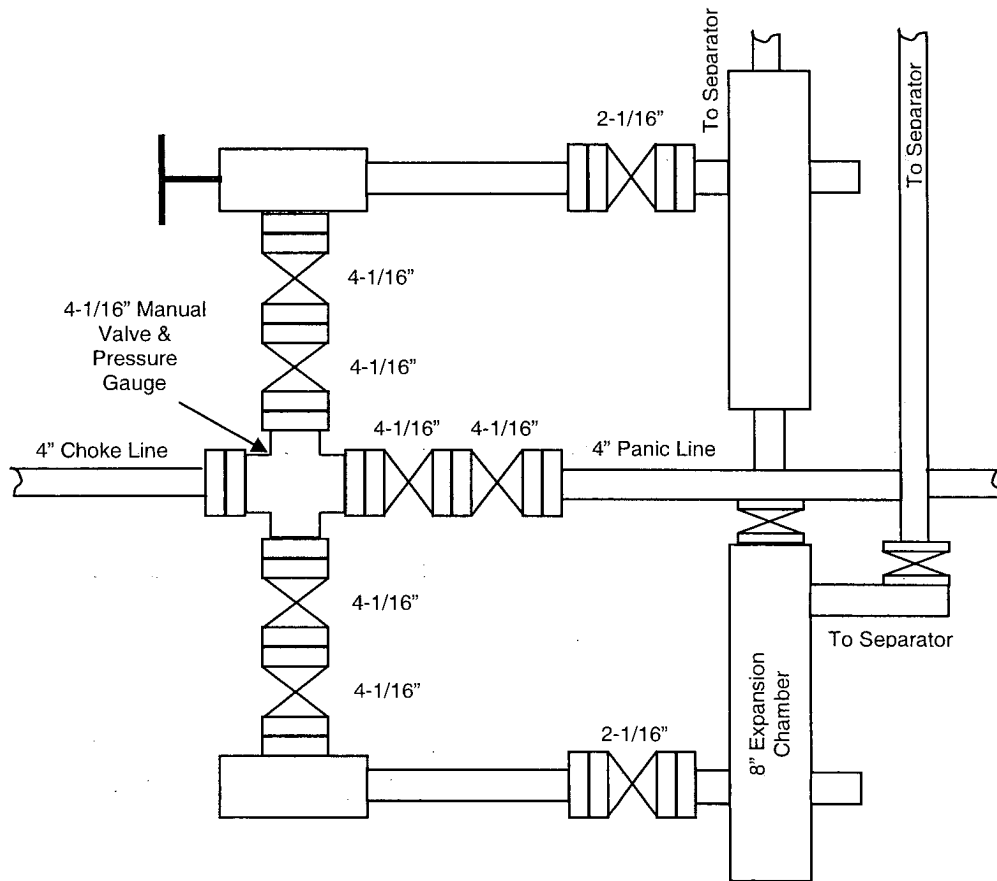 To Separator
To Separator
2-1/16”
4-1/16”
4-1/16” Manual
Valve &
Pressure
Gauge
4-1/16”
4” Choke Line
4-1/16”
4-1/16”
4” Panic Line
4-1/16”
To Separator
4-1/16”
8” Expansion
Chamber
2-1/16”